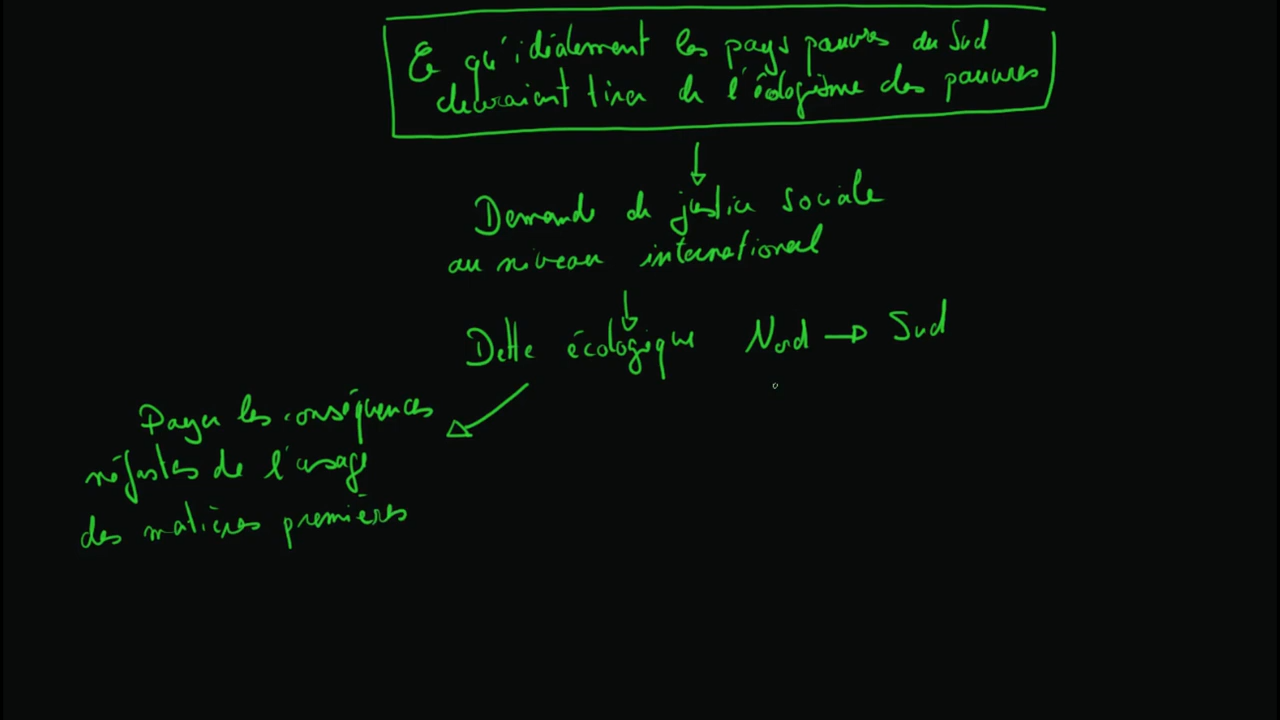 Ce qu'idéalement les pays pauvres du Sud
devraient tirer de l'écologisme des pauvres
Demande de justice sociale
au niveau international
Dette écologique Nord → Sud
Payer les conséquences
néfastes de l'usage
des matières premières